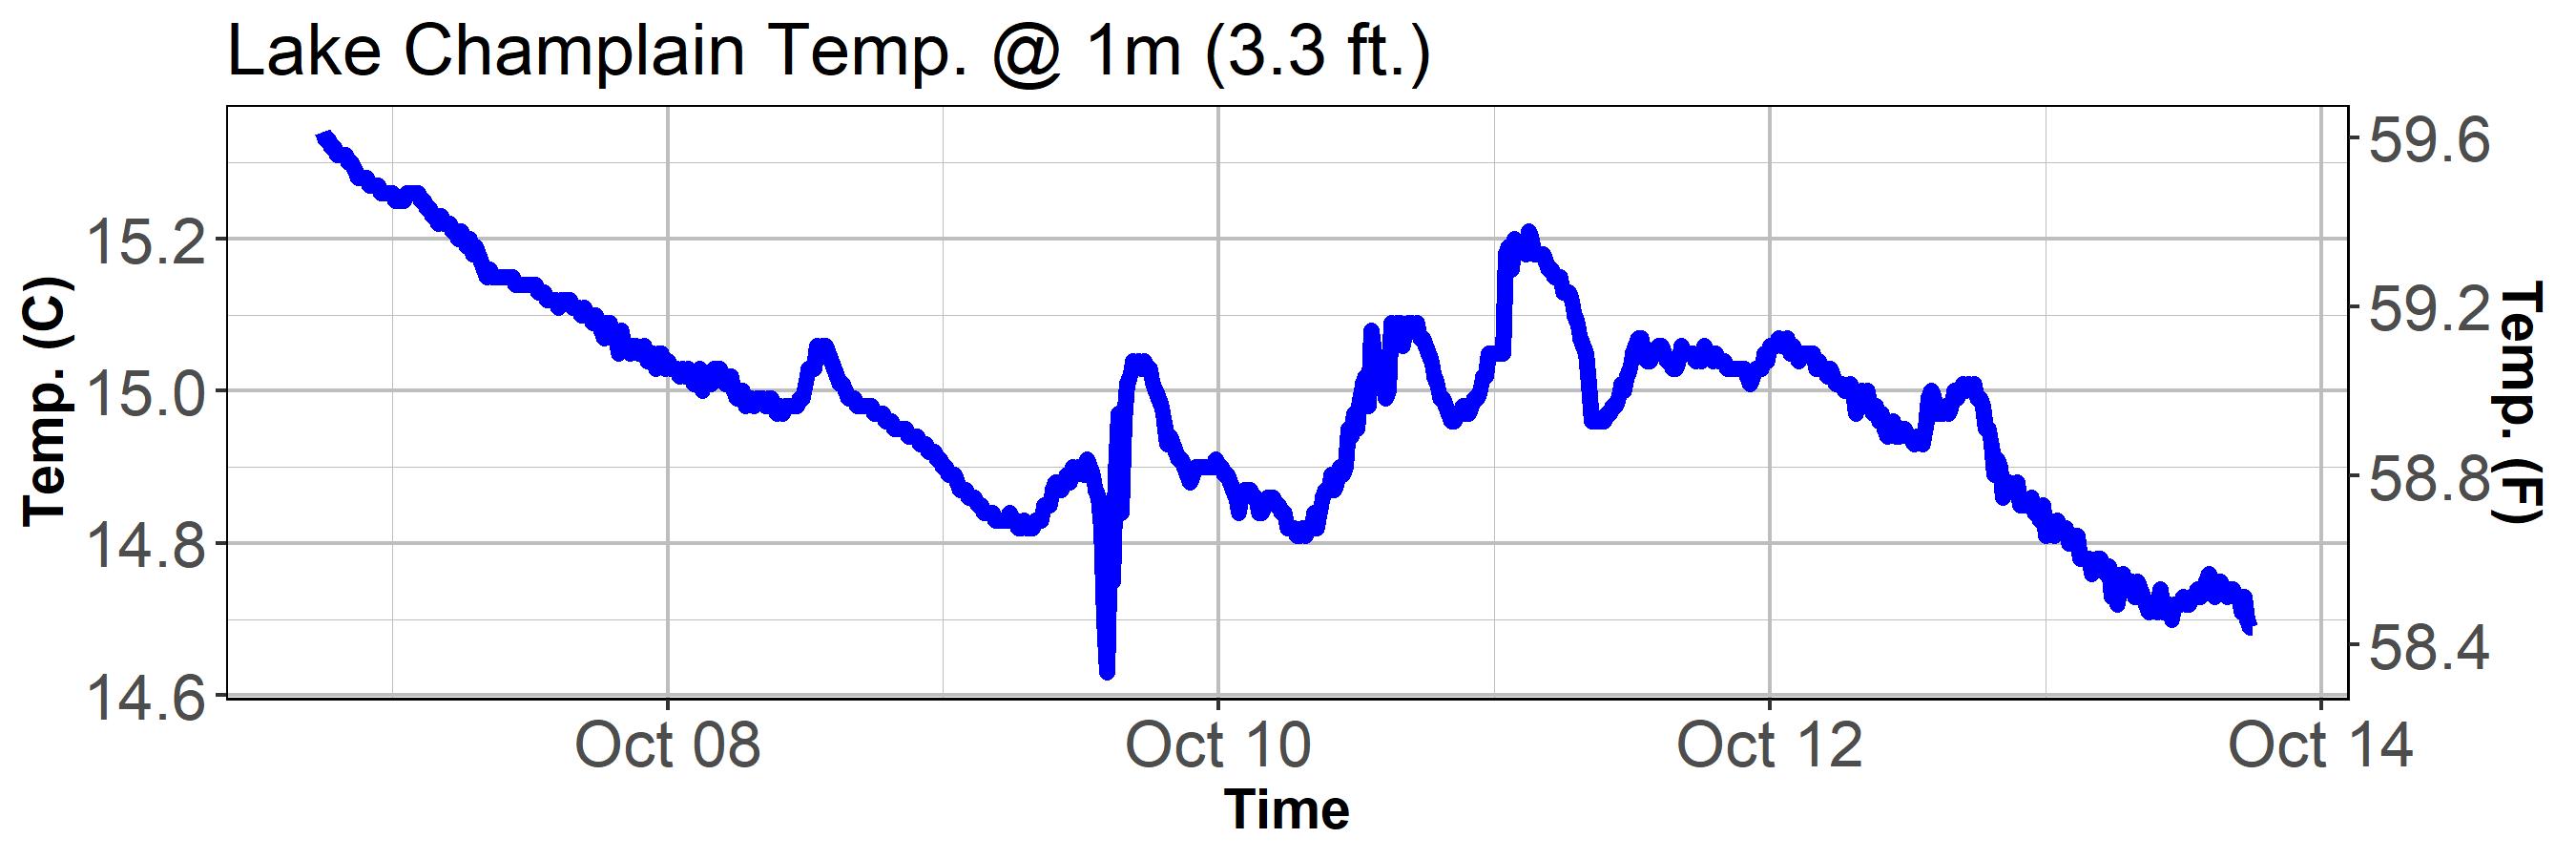 Lake Champlain Temp. @ 1m (3.3 ft.)
Temp. (C)
15.2
15.0
14.8
14.6
59.6
59.2
58.8
58.4
Temp. (F)
Oct 08 Oct 10 Oct 12 Oct 14
Time